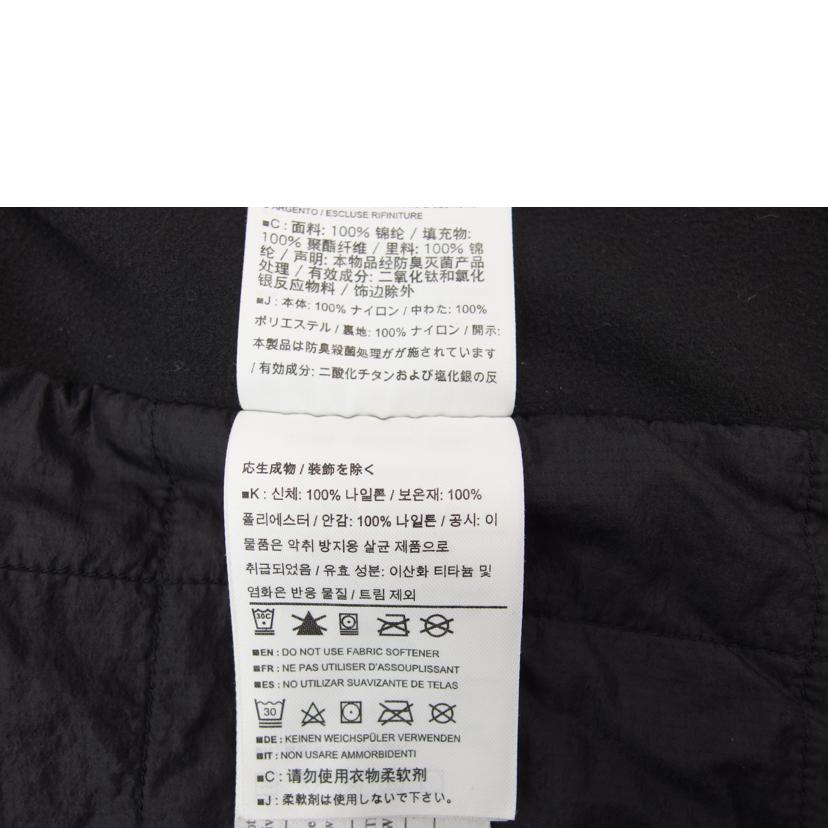 D'ARGENTO / ESCLUSE RIFINITURE
■C : 面料: 100% 锦纶 / 填充物:
100% 聚酯纤维 / 里料: 100% 锦
纶 / 声明: 本物品经防臭灭菌产品
处理 / 有效成分: 二氧化钛和氯化
银反应物料 / 饰边除外
■J : 本体: 100% ナイロン / 中わた: 100%
ポリエステル / 裏地: 100% ナイロン / 開示:
本製品は防臭殺菌処理がが施されています
/ 有効成分: 二酸化チタンおよび塩化銀の反
応生成物 / 装飾を除く
■K : 신체: 100% 나일론 / 보온재: 100%
폴리에스터 / 안감: 100% 나일론 / 공시: 이
물품은 악취 방지용 살균 제품으로
취급되었음 / 유효 성분: 이산화 티타늄 및
염화은 반응 물질 / 트림 제외
30C
■EN : DO NOT USE FABRIC SOFTENER
■FR : NE PAS UTILISER D'ASSOUPLISSANT
■ES : NO UTILIZAR SUAVIZANTE DE TELAS
30
■DE : KEINEN WEICHSPÜLER VERWENDEN
■IT : NON USARE AMMORBIDENTI
■C : 请勿使用衣物柔软剂
■J : 柔軟剤は使用しないで下さい。